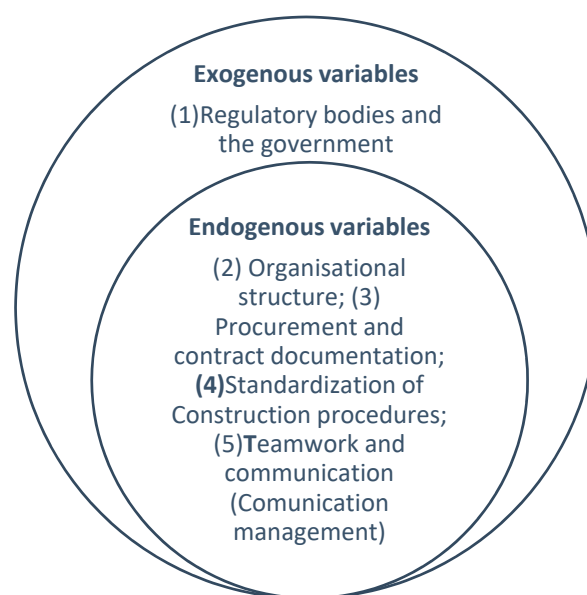 Exogenous variables
(1)Regulatory bodies and
the government
Endogenous variables
(2) Organisational
structure; (3)
Procurement and
contract documentation;
(4)Standardization of
Construction procedures;
(5)Teamwork and
communication
(Comunication
management)